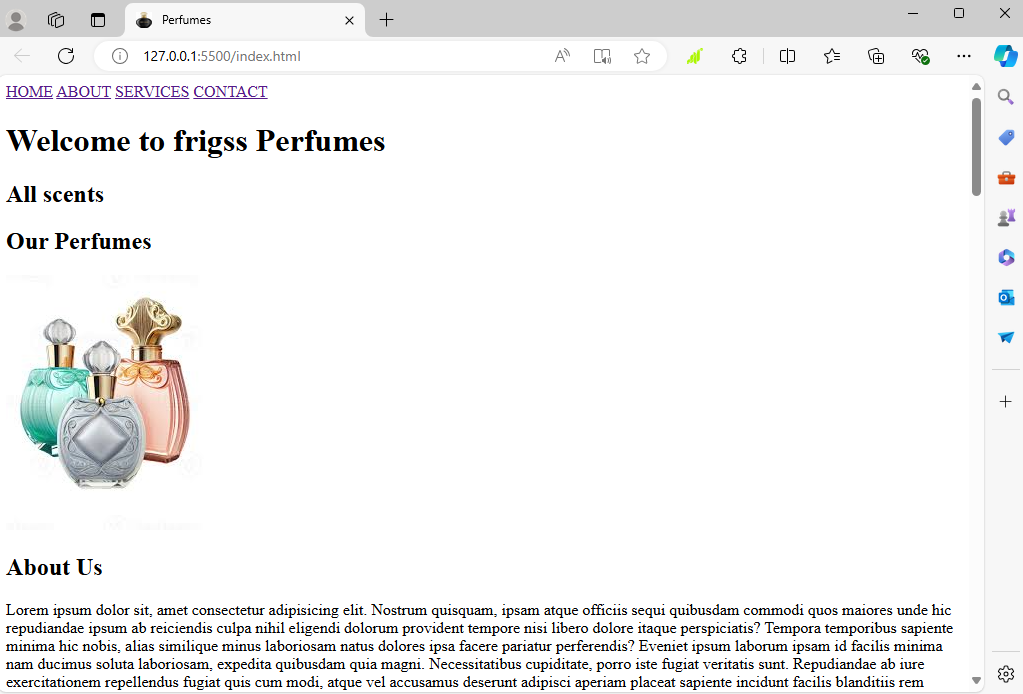 Perfumes
127.0.0.1:5500/index.html
HOME ABOUT SERVICES CONTACT
Welcome to frigss Perfumes
All scents
Our Perfumes
About Us
Lorem ipsum dolor sit, amet consectetur adipisicing elit. Nostrum quisquam, ipsam atque officiis sequi quibusdam commodi quos maiores unde hic
repudiandae ipsum ab reiciendis culpa nihil eligendi dolorum provident tempore nisi libero dolore itaque perspiciatis? Tempora temporibus sapiente
minima hic nobis, alias similique minus laboriosam natus dolores ipsa facere pariatur perferendis? Eveniet ipsum laborum ipsam id facilis minima
nam ducimus soluta laboriosam, expedita quibusdam quia magni. Necessitatibus cupiditate, porro iste fugiat veritatis sunt. Repudiandae ab iure
exercitationem repellendus fugiat quis cum modi, atque vel accusamus deserunt adipisci aperiam placeat sapiente incidunt facilis blanditiis rem